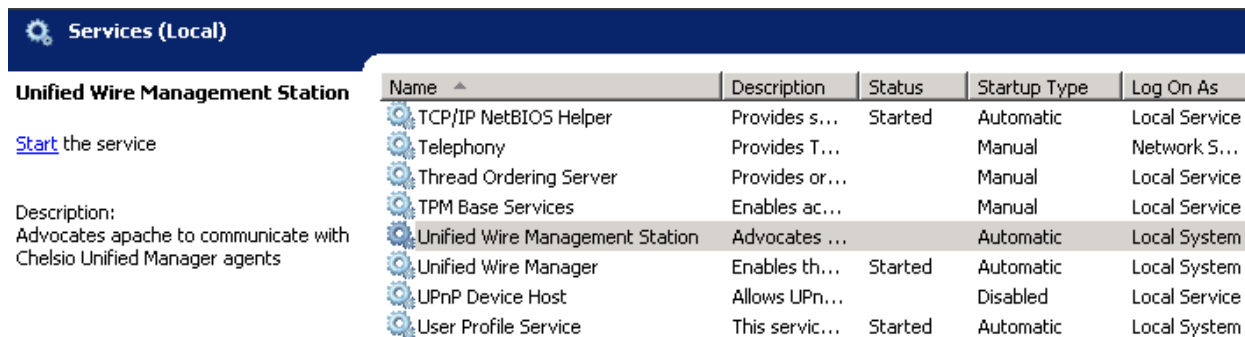 Services (Local)
Unified Wire Management Station
Start the service
Description:
Advocates apache to communicate with
Chelsio Unified Manager agents
Name Description Status Startup Type Log On As
TCP/IP NetBIOS Helper Provides s... Started Automatic Local Service
Telephony Provides T... Manual Network S...
Thread Ordering Server Provides or... Manual Local Service
TPM Base Services Enables ac... Manual Local Service
Unified Wire Management Station Advocates ... Automatic Local System
Unified Wire Manager Enables th... Started Automatic Local System
UPnP Device Host Allows UPn... Disabled Local Service
User Profile Service This servic... Started Automatic Local System